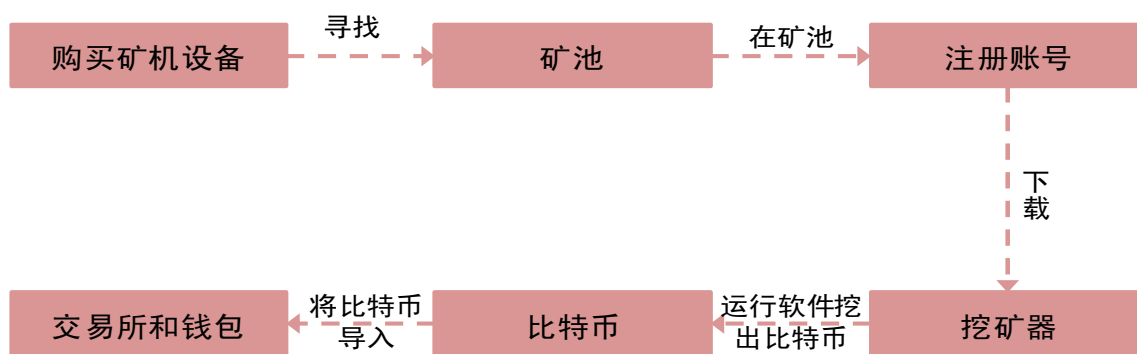 购买矿机设备
寻找
矿池
在矿池
注册账号
下
载
挖矿器
运行软件挖
出比特币
比特币
将比特币
导入
交易所和钱包